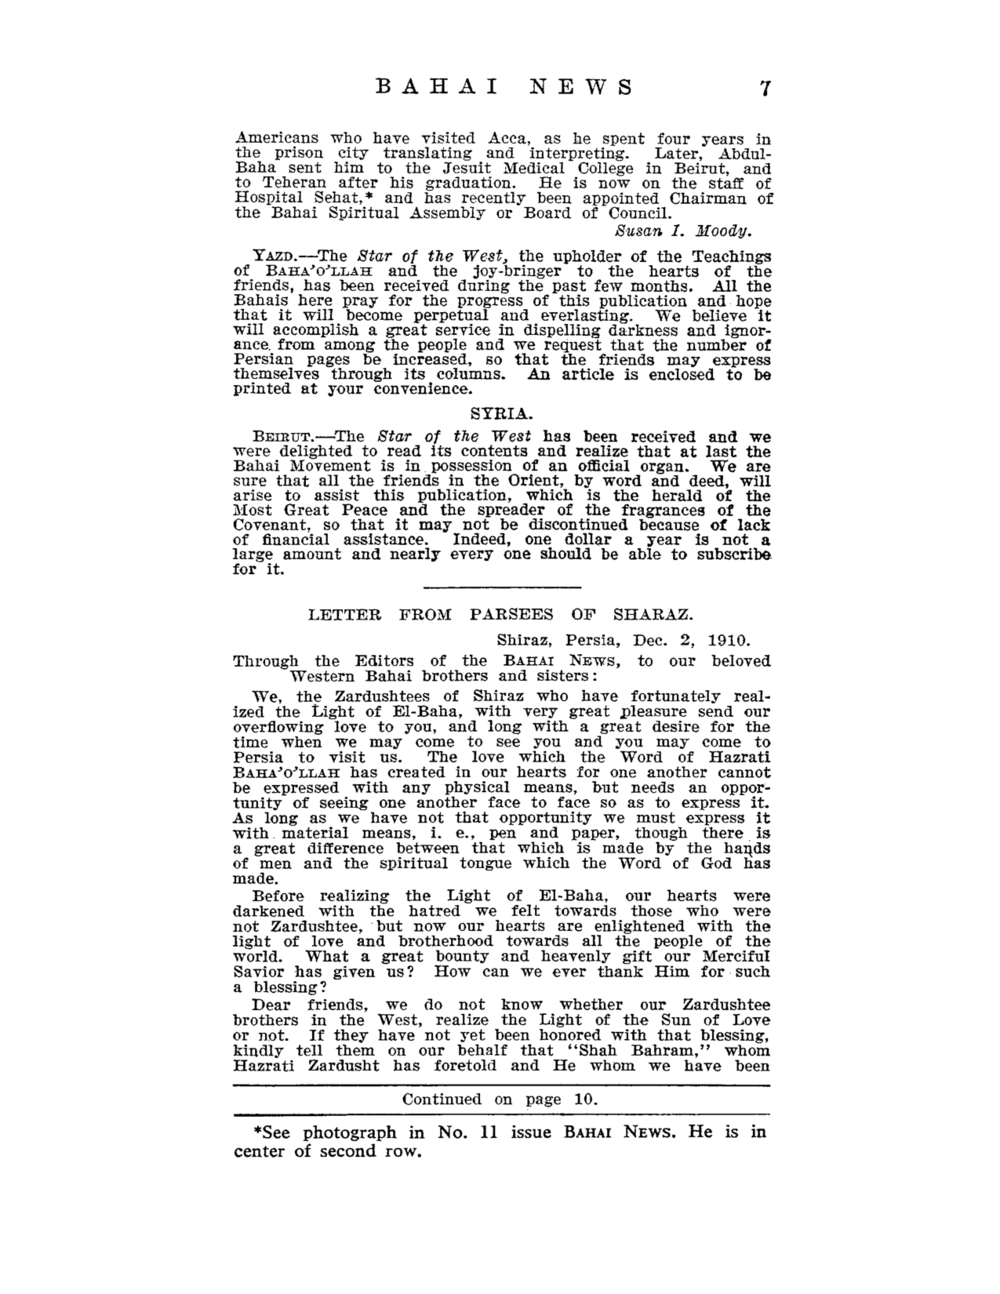 BAHAI NEWS 7
Americans who have visited Acca, as he spent four years in
the prison city translating and interpreting. Later, Abdul-
Baha sent him to the Jesuit Medical College in Beirut, and
to Teheran after his graduation. He is now on the staff of
Hospital Sehat,* and has recently been appointed Chairman of
the Bahai Spiritual Assembly or Board of Council.
Susan I. Moody.
YAZD.—The Star of the West, the upholder of the Teachings
of BAHA'O'LLAH and the joy-bringer to the hearts of the
friends, has been received during the past few months. All the
Bahais here pray for the progress of this publication and hope
that it will become perpetual and everlasting. We believe it
will accomplish a great service in dispelling darkness and ignor-
ance from among the people and we request that the number of
Persian pages be increased, so that the friends may express
themselves through its columns. An article is enclosed to be
printed at your convenience.
SYRIA.
BEIRUT.—The Star of the West has been received and we
were delighted to read its contents and realize that at last the
Bahai Movement is in possession of an official organ. We are
sure that all the friends in the Orient, by word and deed, will
arise to assist this publication, which is the herald of the
Most Great Peace and the spreader of the fragrances of the
Covenant, so that it may not be discontinued because of lack
of financial assistance. Indeed, one dollar a year is not a
large amount and nearly every one should be able to subscribe
for it.
LETTER FROM PARSEES OF SHARAZ.
Shiraz, Persia, Dec. 2, 1910.
Through the Editors of the BAHAI NEWS, to our beloved
Western Bahai brothers and sisters:
We, the Zardushtees of Shiraz who have fortunately real-
ized the Light of El-Baha, with very great pleasure send our
overflowing love to you, and long with a great desire for the
time when we may come to see you and you may come to
Persia to visit us. The love which the Word of Hazrati
BAHA'O'LLAH has created in our hearts for one another cannot
be expressed with any physical means, but needs an oppor-
tunity of seeing one another face to face so as to express it.
As long as we have not that opportunity we must express it
with material means, i. e., pen and paper, though there is
a great difference between that which is made by the hands
of men and the spiritual tongue which the Word of God has
made.
Before realizing the Light of El-Baha, our hearts were
darkened with the hatred we felt towards those who were
not Zardushtee, but now our hearts are enlightened with the
light of love and brotherhood towards all the people of the
world. What a great bounty and heavenly gift our Merciful
Savior has given us? How can we ever thank Him for such
a blessing?
Dear friends, we do not know whether our Zardushtee
brothers in the West, realize the Light of the Sun of Love
or not. If they have not yet been honored with that blessing,
kindly tell them on our behalf that "Shah Bahram," whom
Hazrati Zardusht has foretold and He whom we have been
Continued on page 10.
*See photograph in No. 11 issue BAHAI NEWS. He is in
center of second row.